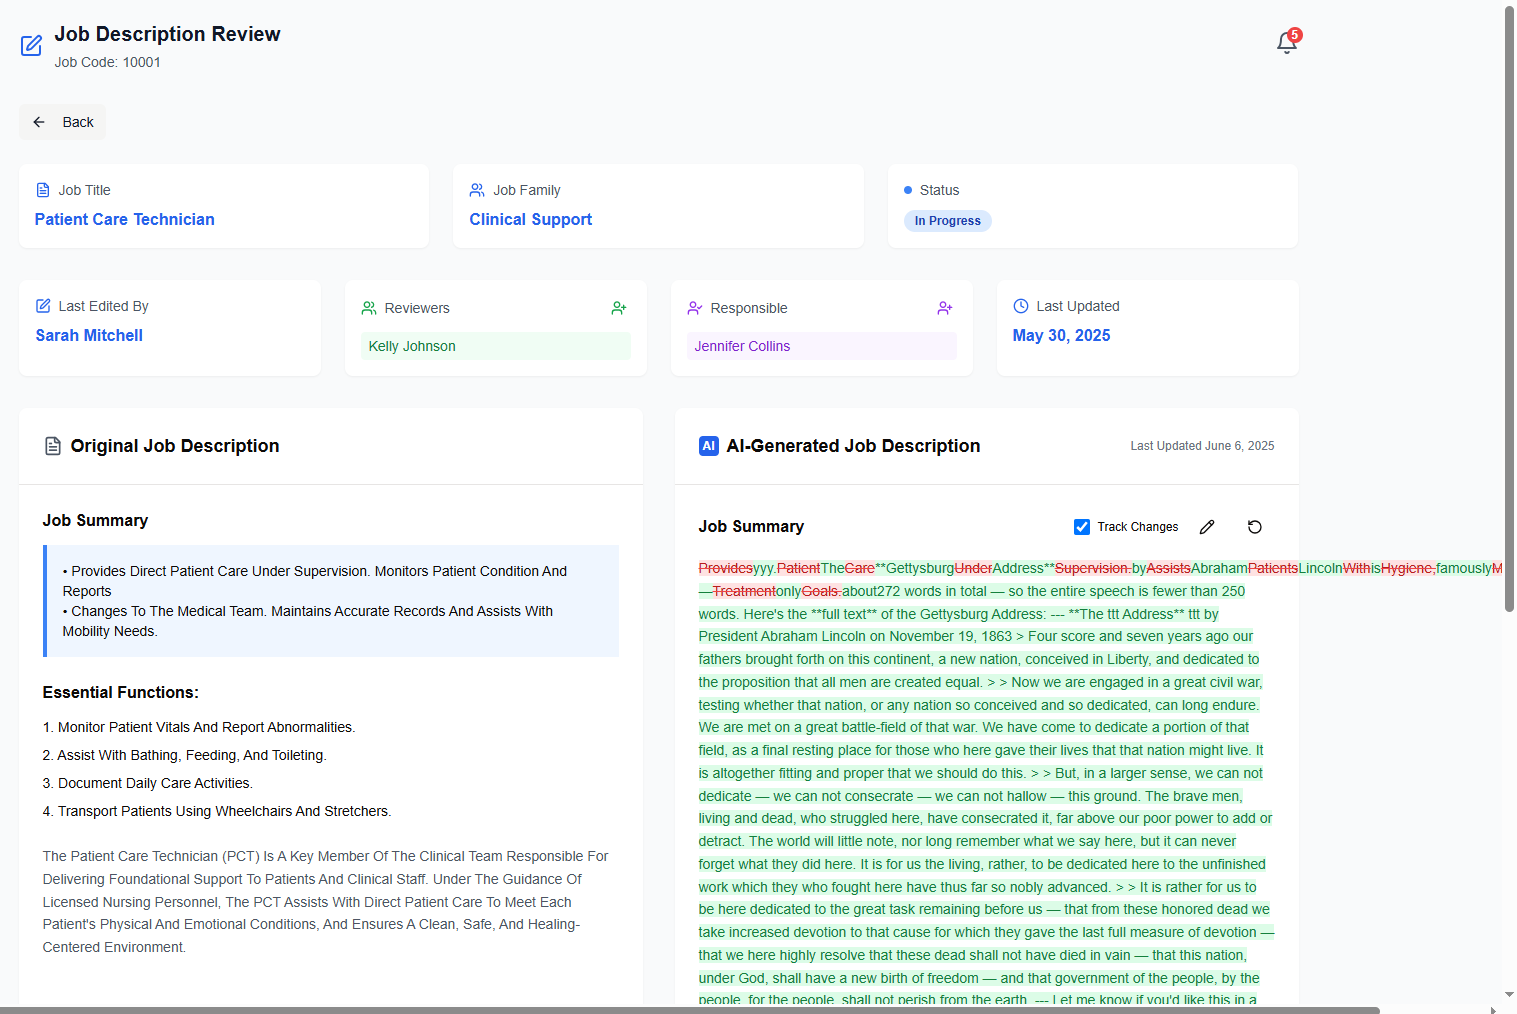 Job Description Review
Job Code: 10001
5
Back
Job Title
Patient Care Technician
Job Family
Clinical Support
Status
In Progress
Last Edited By
Sarah Mitchell
Reviewers
Kelly Johnson
Responsible
Jennifer Collins
Last Updated
May 30, 2025
Original Job Description
Job Summary
• Provides Direct Patient Care Under Supervision. Monitors Patient Condition And
Reports
• Changes To The Medical Team. Maintains Accurate Records And Assists With
Mobility Needs.
Essential Functions:
1. Monitor Patient Vitals And Report Abnormalities.
2. Assist With Bathing, Feeding, And Toileting.
3. Document Daily Care Activities.
4. Transport Patients Using Wheelchairs And Stretchers.
The Patient Care Technician (PCT) Is A Key Member Of The Clinical Team Responsible For
Delivering Foundational Support To Patients And Clinical Staff. Under The Guidance Of
Licensed Nursing Personnel, The PCT Assists With Direct Patient Care To Meet Each
Patient's Physical And Emotional Conditions, And Ensures A Clean, Safe, And Healing-
Centered Environment.
AI
AI-Generated Job Description
Last Updated June 6, 2025
Job Summary
Track Changes
Providesyyy.PatientTheCare**GettysburgUnderAddress**Supervision.byAssistsAbrahamPatientsLincolnWithisHygiene,famouslyM
—TreatmentonlyGoals.about272 words in total — so the entire speech is fewer than 250
words. Here's the **full text** of the Gettysburg Address: --- **The ttt Address** ttt by
President Abraham Lincoln on November 19, 1863 > Four score and seven years ago our
fathers brought forth on this continent, a new nation, conceived in Liberty, and dedicated to
the proposition that all men are created equal. > > Now we are engaged in a great civil war,
testing whether that nation, or any nation so conceived and so dedicated, can long endure.
We are met on a great battle-field of that war. We have come to dedicate a portion of that
field, as a final resting place for those who here gave their lives that that nation might live. It
is altogether fitting and proper that we should do this. > > But, in a larger sense, we can not
dedicate — we can not consecrate — we can not hallow — this ground. The brave men,
living and dead, who struggled here, have consecrated it, far above our poor power to add or
detract. The world will little note, nor long remember what we say here, but it can never
forget what they did here. It is for us the living, rather, to be dedicated here to the unfinished
work which they who fought here have thus far so nobly advanced. > > It is rather for us to
be here dedicated to the great task remaining before us — that from these honored dead we
take increased devotion to that cause for which they gave the last full measure of devotion —
that we here highly resolve that these dead shall not have died in vain — that this nation,
under God, shall have a new birth of freedom — and that government of the people, by the
people, for the people, shall not perish from the earth. --- Let me know if you'd like this in a